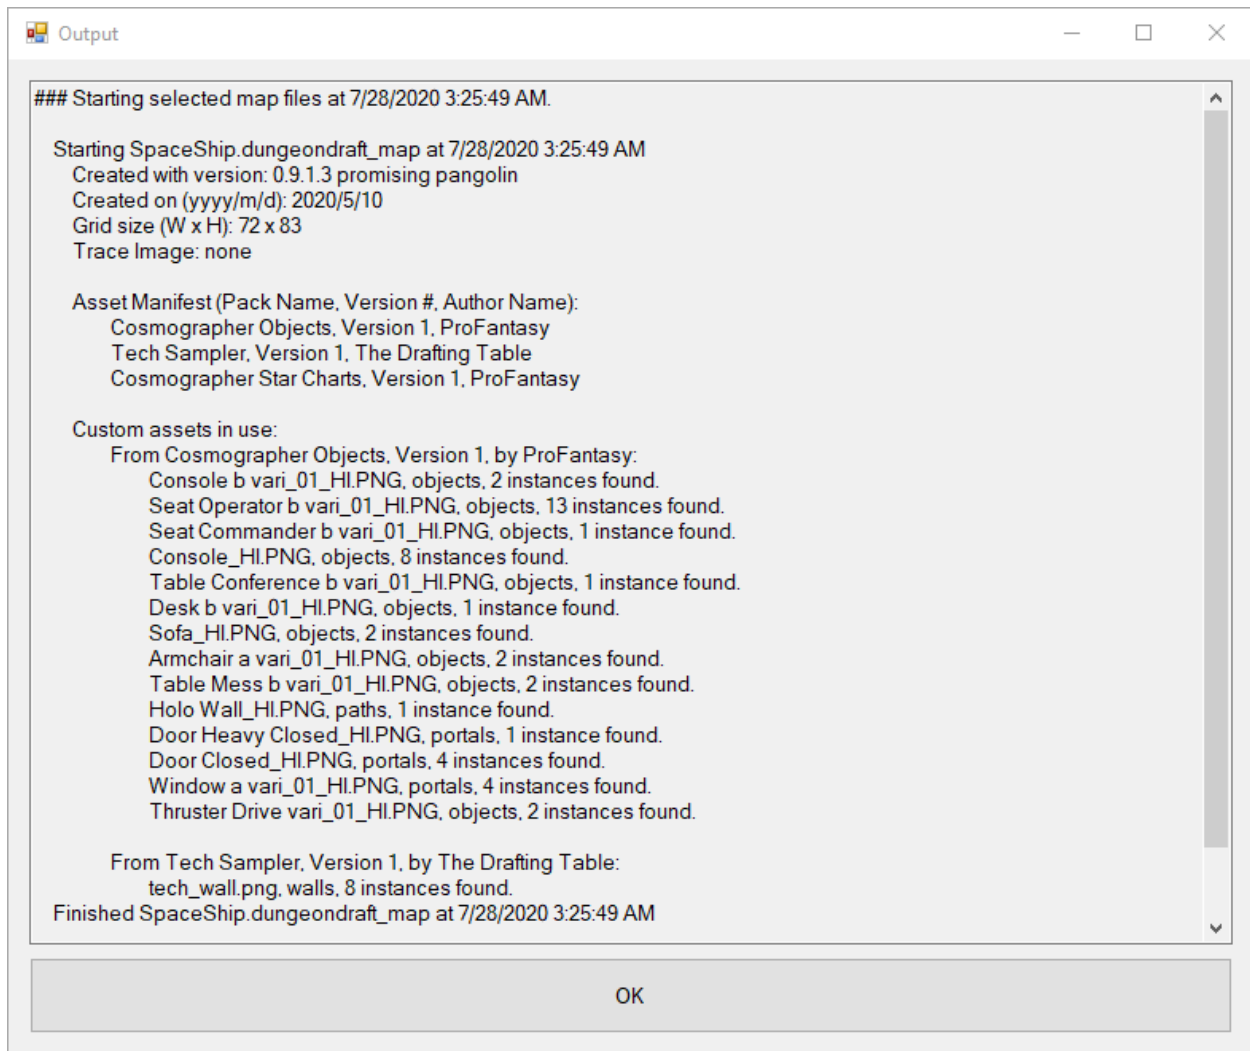 Output
### Starting selected map files at 7/28/2020 3:25:49 AM.
Starting SpaceShip.dungeondraft_map at 7/28/2020 3:25:49 AM
Created with version: 0.9.1.3 promising pangolin
Created on (yyyy/m/d): 2020/5/10
Grid size (W x H): 72 x 83
Trace Image: none
Asset Manifest (Pack Name, Version #, Author Name):
Cosmographer Objects, Version 1, ProFantasy
Tech Sampler, Version 1, The Drafting Table
Cosmographer Star Charts, Version 1, ProFantasy
Custom assets in use:
From Cosmographer Objects, Version 1, by ProFantasy:
Console b vari_01_HI.PNG, objects, 2 instances found.
Seat Operator b vari_01_HI.PNG, objects, 13 instances found.
Seat Commander b vari_01_HI.PNG, objects, 1 instance found.
Console_HI.PNG, objects, 8 instances found.
Table Conference b vari_01_HI.PNG, objects, 1 instance found.
Desk b vari_01_HI.PNG, objects, 1 instance found.
Sofa_HI.PNG, objects, 2 instances found.
Armchair a vari_01_HI.PNG, objects, 2 instances found.
Table Mess b vari_01_HI.PNG, objects, 2 instances found.
Holo Wall_HI.PNG, paths, 1 instance found.
Door Heavy Closed_HI.PNG, portals, 1 instance found.
Door Closed_HI.PNG, portals, 4 instances found.
Window a vari_01_HI.PNG, portals, 4 instances found.
Thruster Drive vari_01_HI.PNG, objects, 2 instances found.
From Tech Sampler, Version 1, by The Drafting Table:
tech_wall.png, walls, 8 instances found.
Finished SpaceShip.dungeondraft_map at 7/28/2020 3:25:49 AM
OK